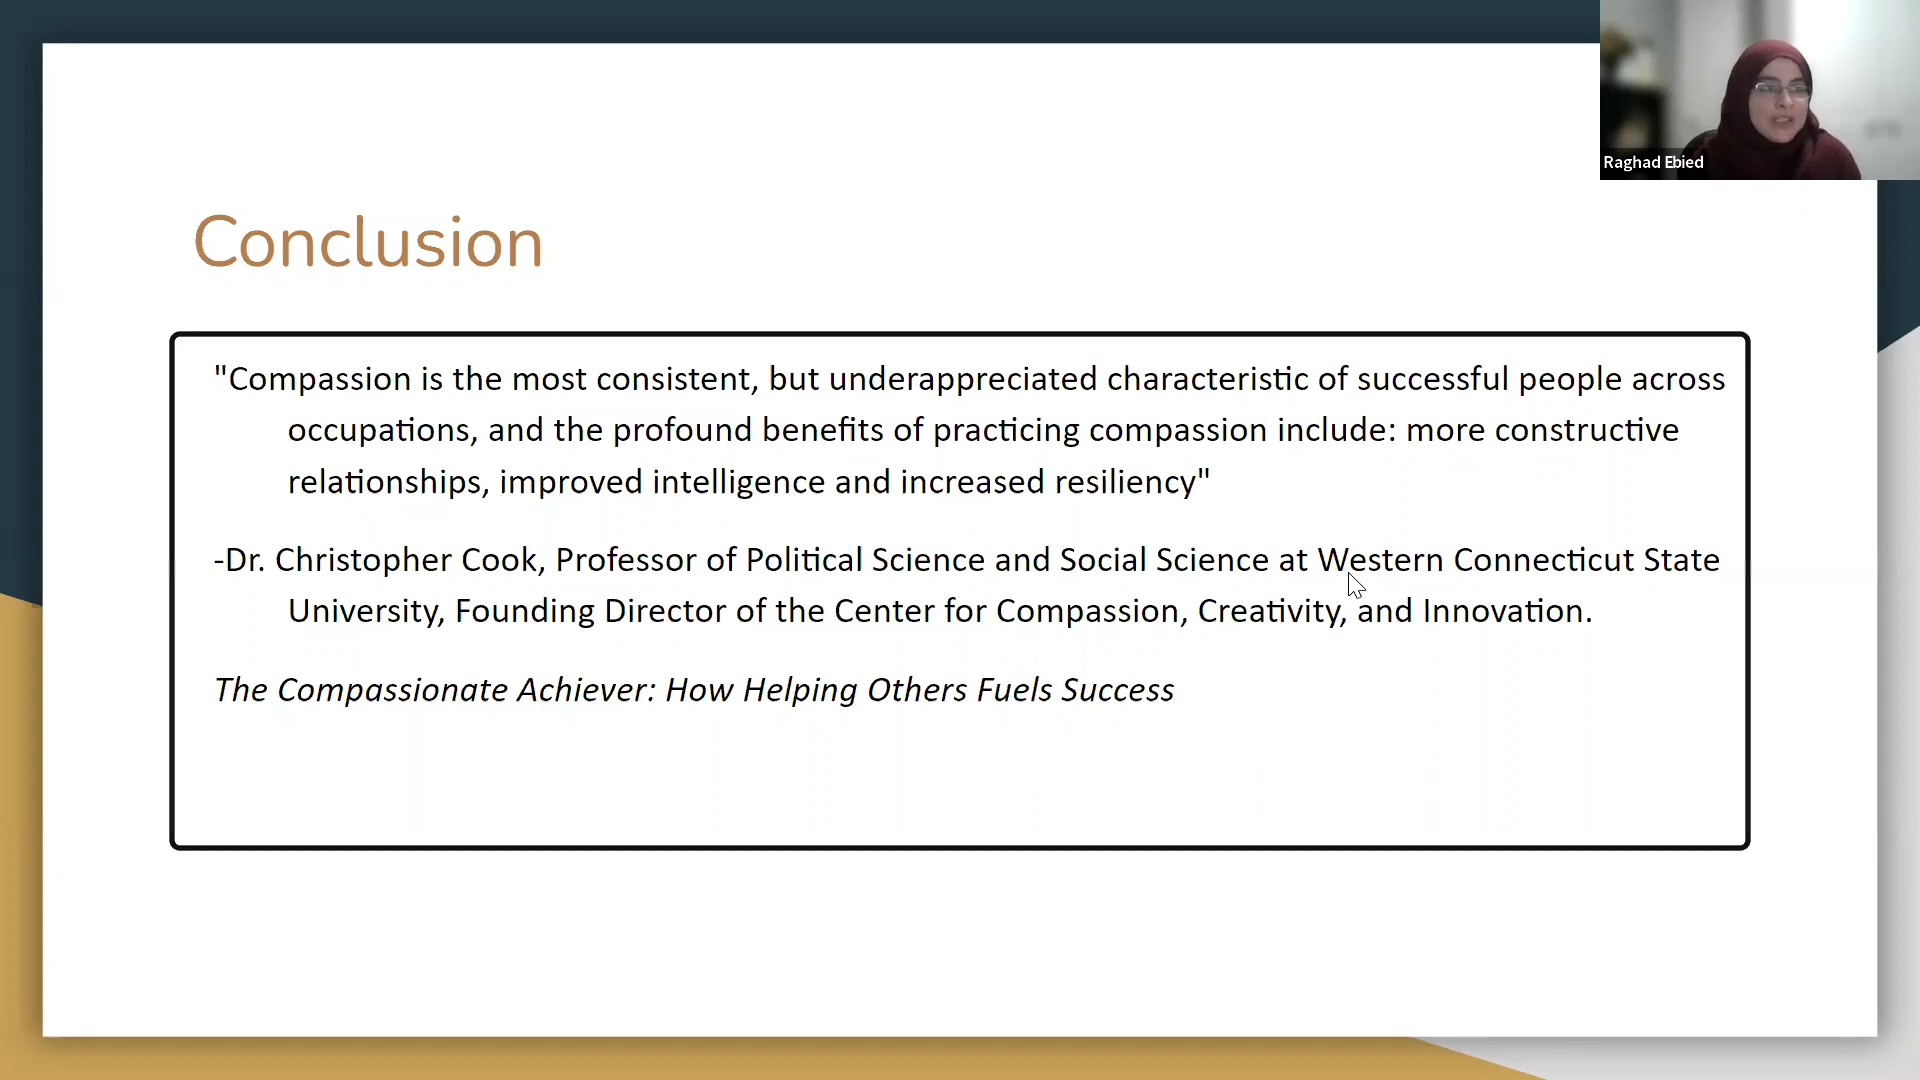 Raghad Ebied
Conclusion
"Compassion is the most consistent, but underappreciated characteristic of successful people across
occupations, and the profound benefits of practicing compassion include: more constructive
relationships, improved intelligence and increased resiliency"
-Dr. Christopher Cook, Professor of Political Science and Social Science at Western Connecticut State
University, Founding Director of the Center for Compassion, Creativity, and Innovation.
The Compassionate Achiever: How Helping Others Fuels Success